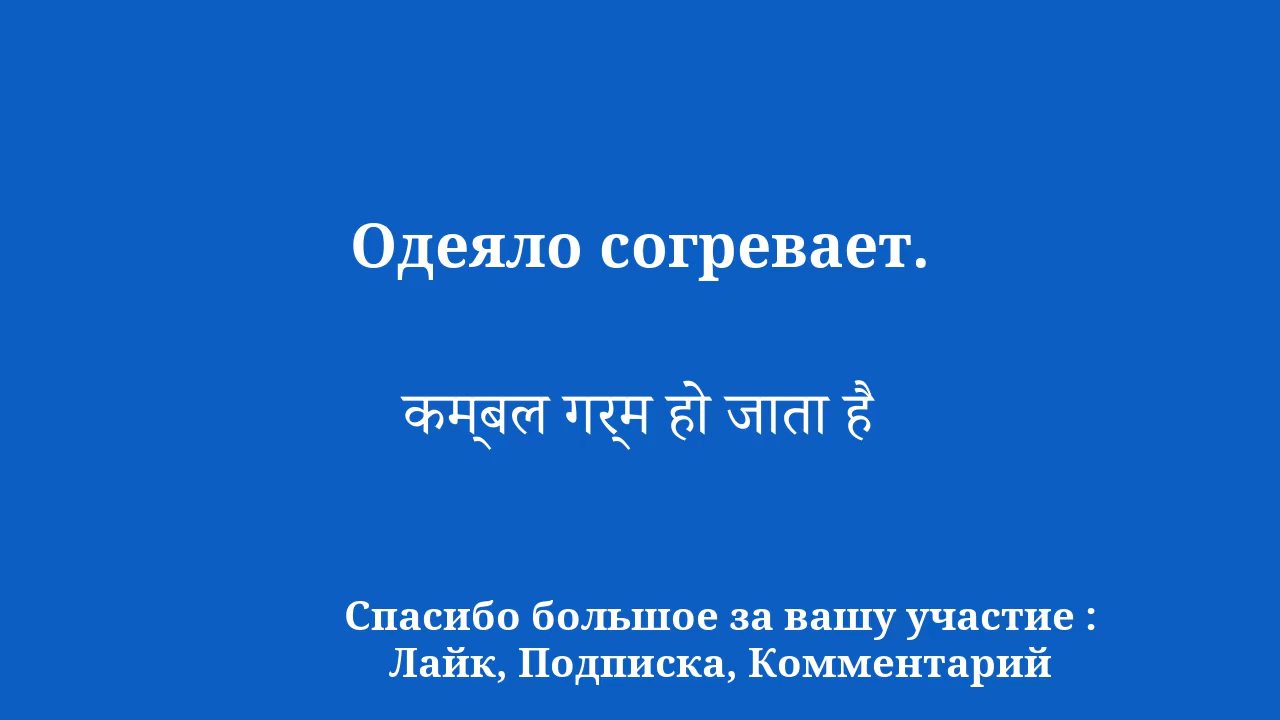 Одеяло согревает.
कम्बल गर्म हो जाता है
Спасибо большое за вашу участие :
Лайк, Подписка, Комментарий